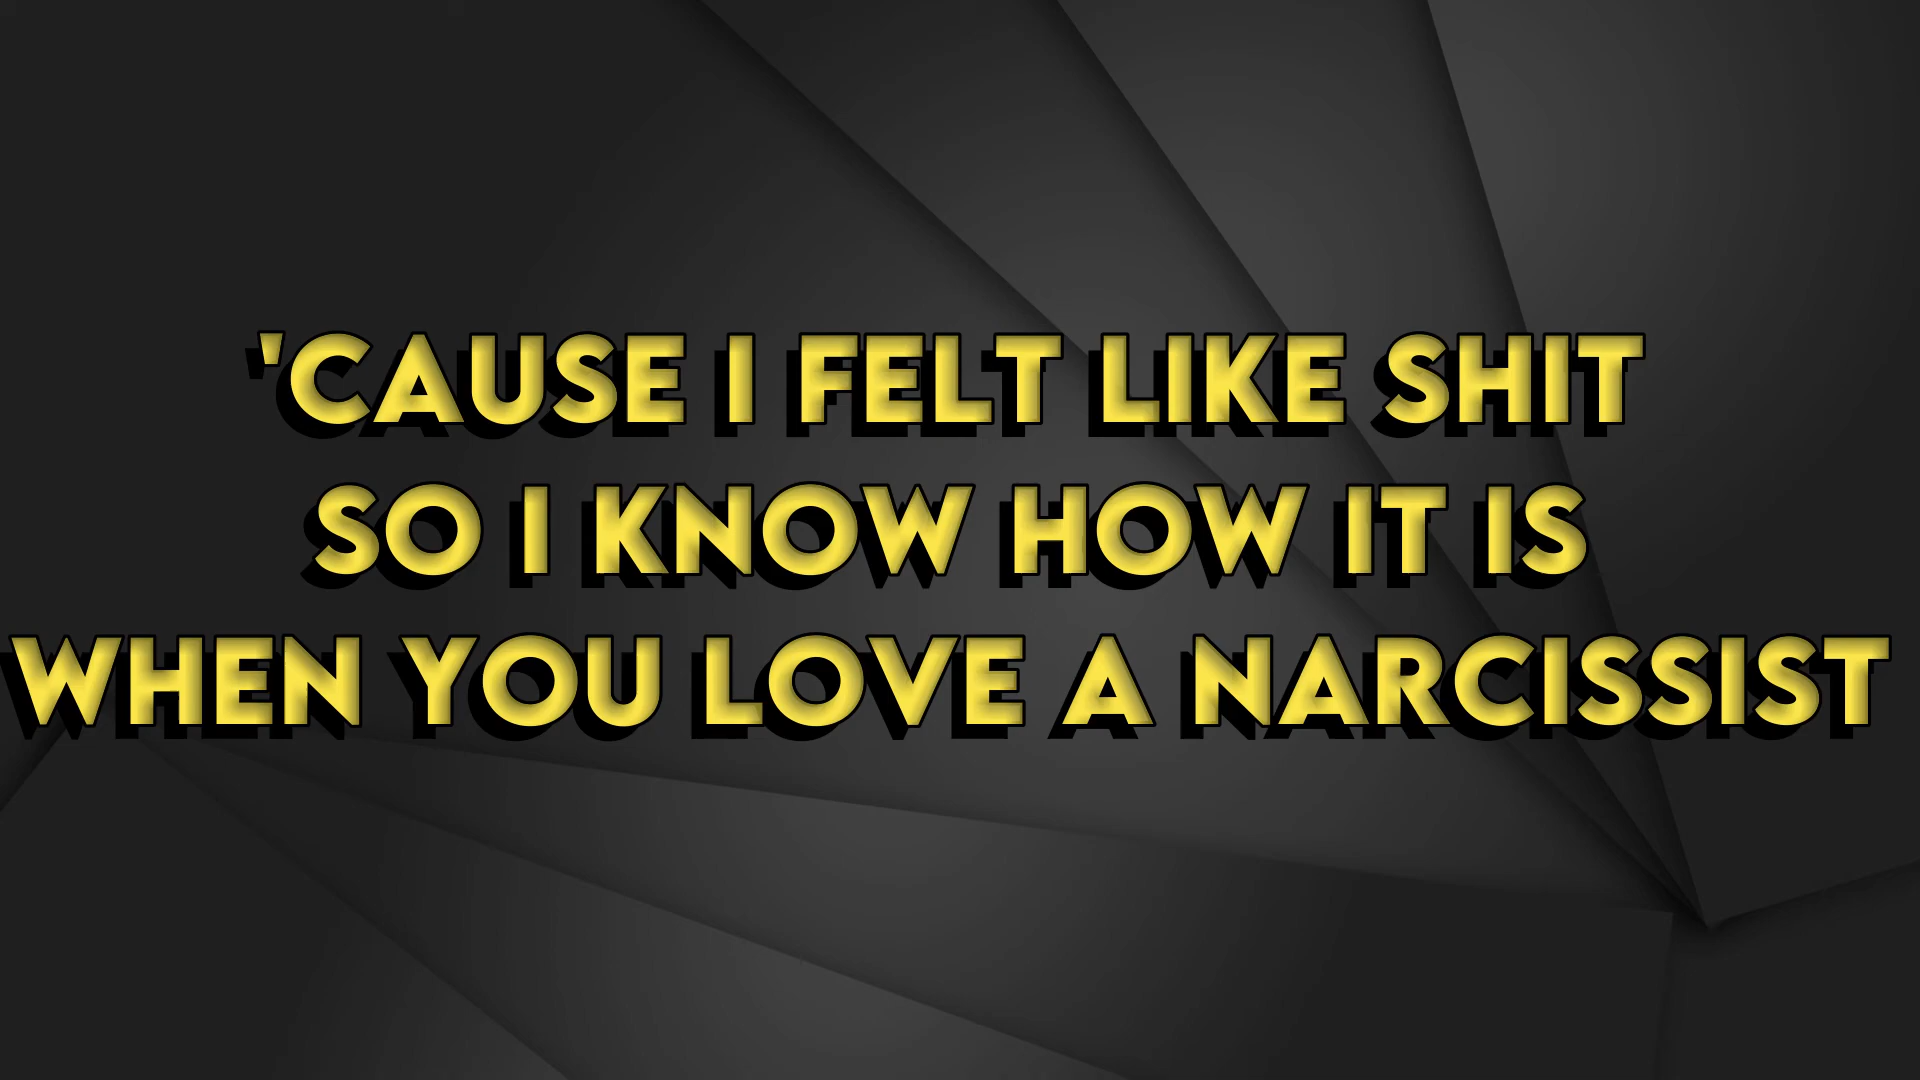 'CAUSE I FELT LIKE SHIT
SO I KNOW HOW IT IS
WHEN YOU LOVE A NARCISSIST